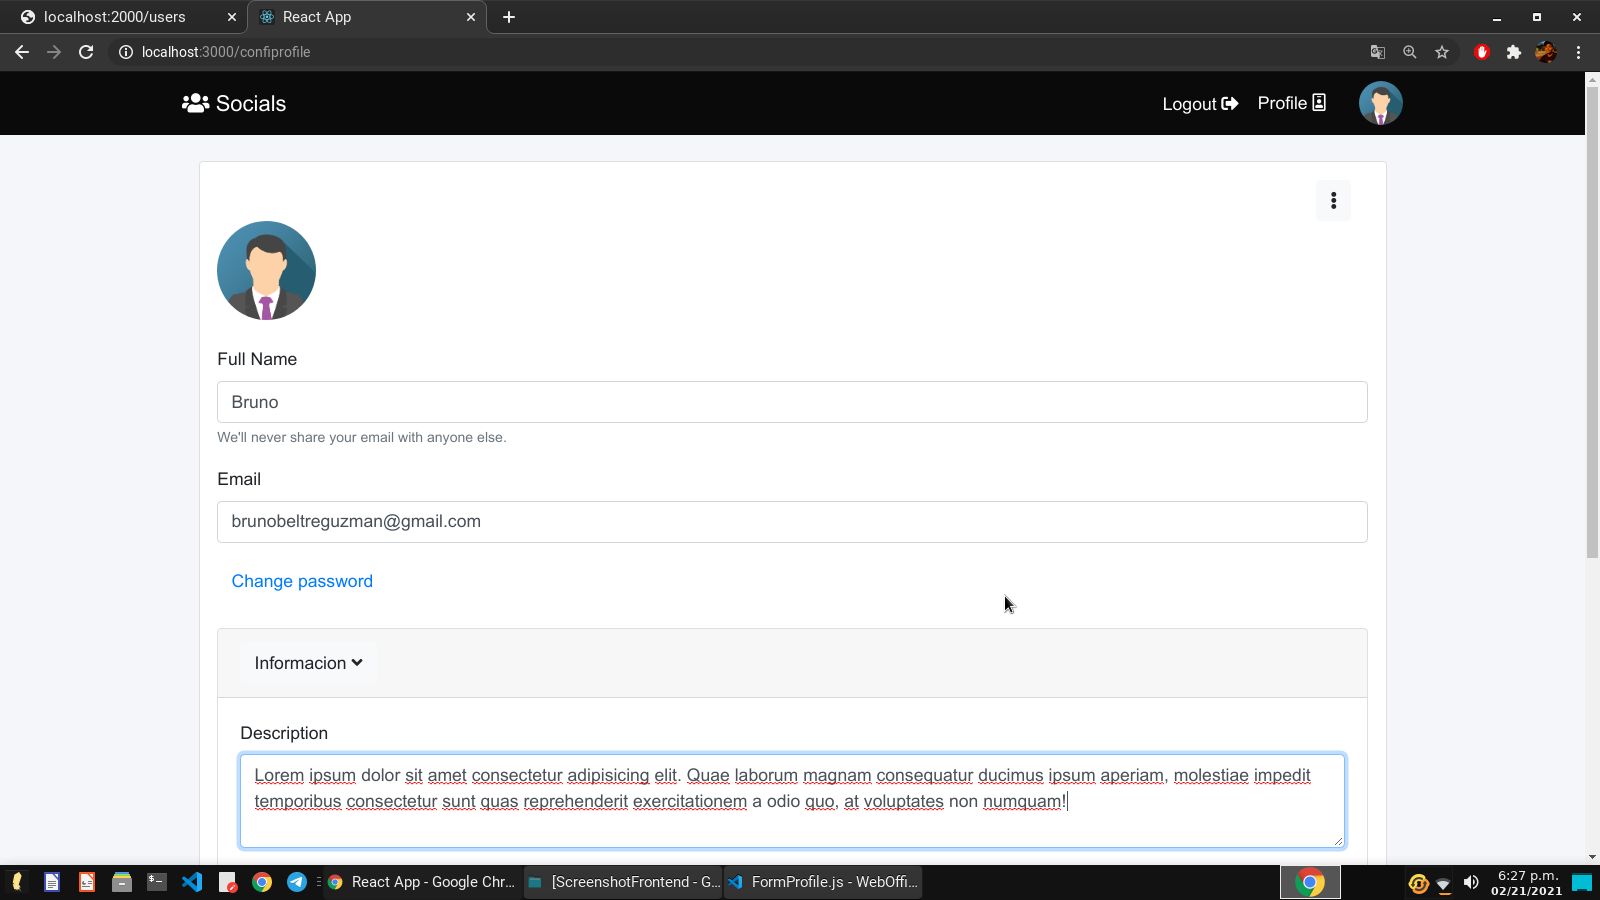 localhost:2000/users
React App
localhost:3000/confiprofile
Socials
Logout
Profile
Full Name
Bruno
We'll never share your email with anyone else.
Email
brunobeltreguzman@gmail.com
Change password
Informacion
Description
Lorem ipsum dolor sit amet consectetur adipisicing elit. Quae laborum magnam consequatur ducimus ipsum aperiam, molestiae impedit
temporibus consectetur sunt quas reprehenderit exercitationem a odio quo, at voluptates non numquam!
React App - Google Chr...
[ScreenshotFrontend - G...
FormProfile.js - WebOffi...
6:27 p.m.
02/21/2021